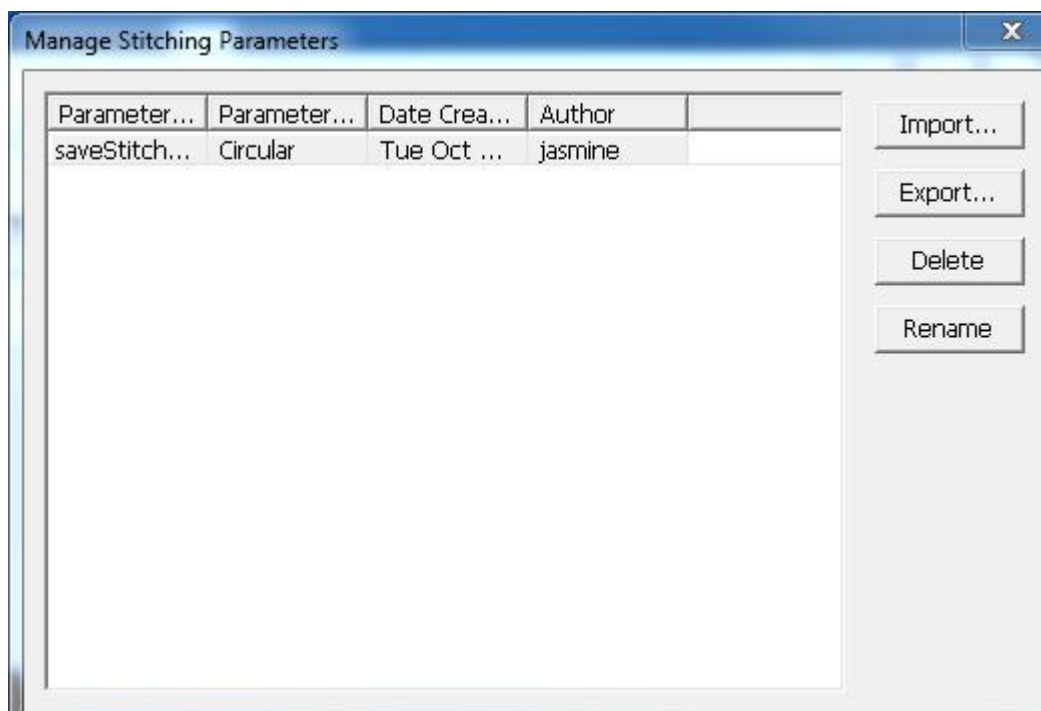 Manage Stitching Parameters
Parameter... Parameter... Date Crea... Author
saveStitch... Circular Tue Oct ... jasmine
Import...
Export...
Delete
Rename